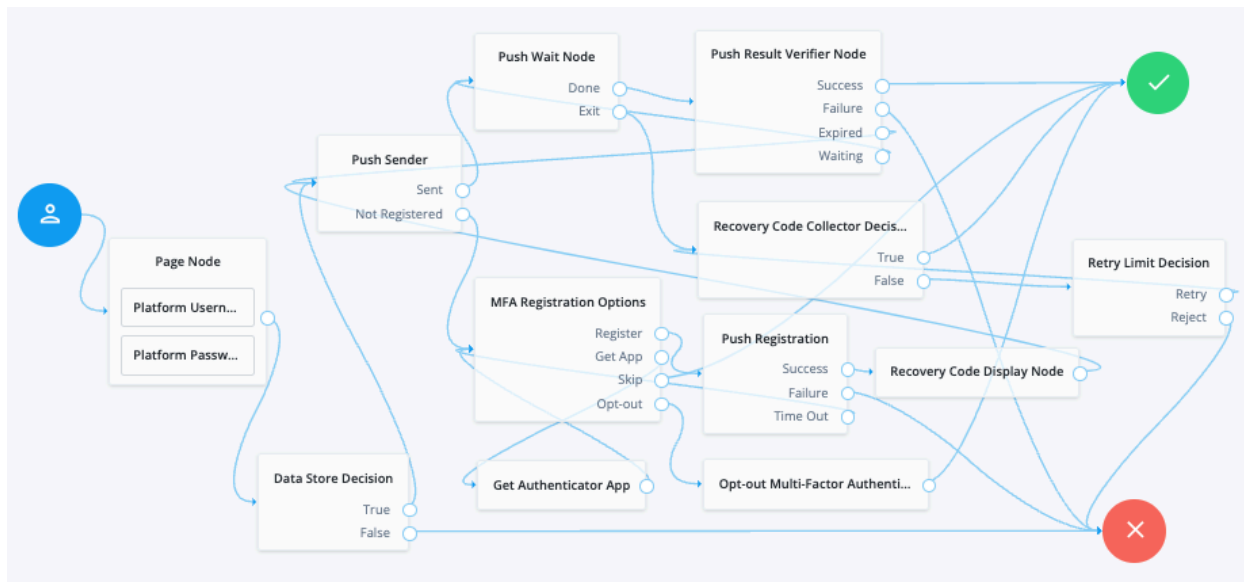 Page Node
Platform Usern...
Platform Passw...
Data Store Decision
True
False
Push Sender
Sent
Not Registered
Push Wait Node
Done
Exit
Push Result Verifier Node
Success
Failure
Expired
Waiting
Recovery Code Collector Decis...
True
False
Retry Limit Decision
Retry
Reject
MFA Registration Options
Register
Get App
Skip
Opt-out
Push Registration
Success
Failure
Time Out
Recovery Code Display Node
Get Authenticator App
Opt-out Multi-Factor Authenti...